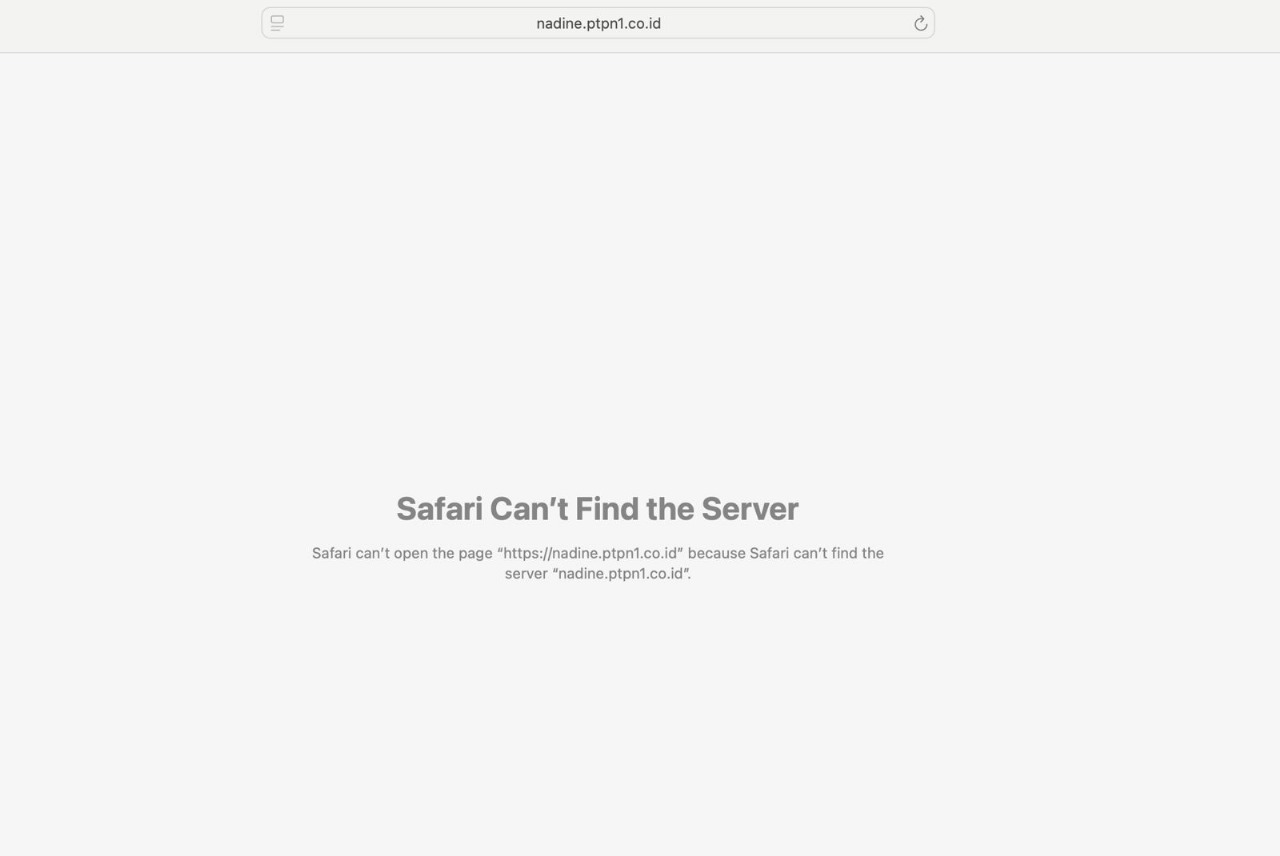 nadine.ptpn1.co.id
Safari Can’t Find the Server
Safari can’t open the page “https://nadine.ptpn1.co.id” because Safari can’t find the
server “nadine.ptpn1.co.id”.